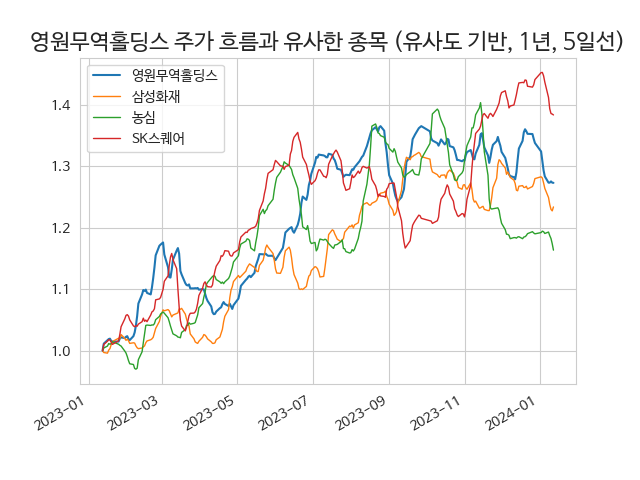 영원무역홀딩스 주가 흐름과 유사한 종목 (유사도 기반, 1년, 5일선)
영원무역홀딩스
삼성화재
농심
SK스퀘어
1.4
1.3
1.2
1.1
1.0
2023-01
2023-03
2023-05
2023-07
2023-09
2023-11
2024-01